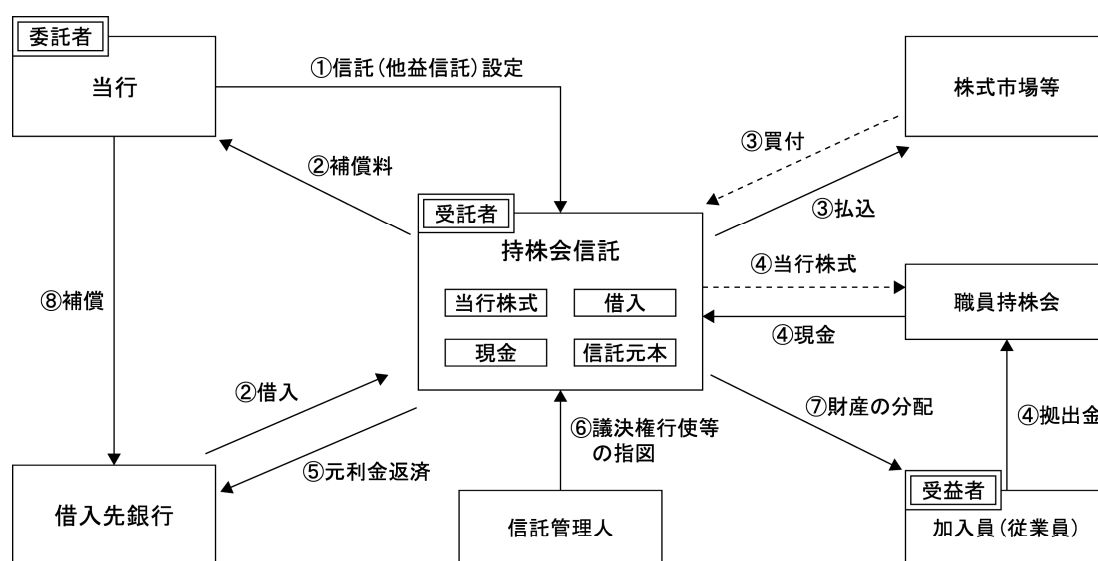 委託者
当行
①信託（他益信託）設定
株式市場等
③買付
②補償料
③払込
受託者
持株会信託
④当行株式
当行株式
借入
職員持株会
⑧補償
④現金
現金
信託元本
②借入
⑦財産の分配
④拠出金
⑥議決権行使等
の指図
⑤元利金返済
受益者
借入先銀行
信託管理人
加入員（従業員）